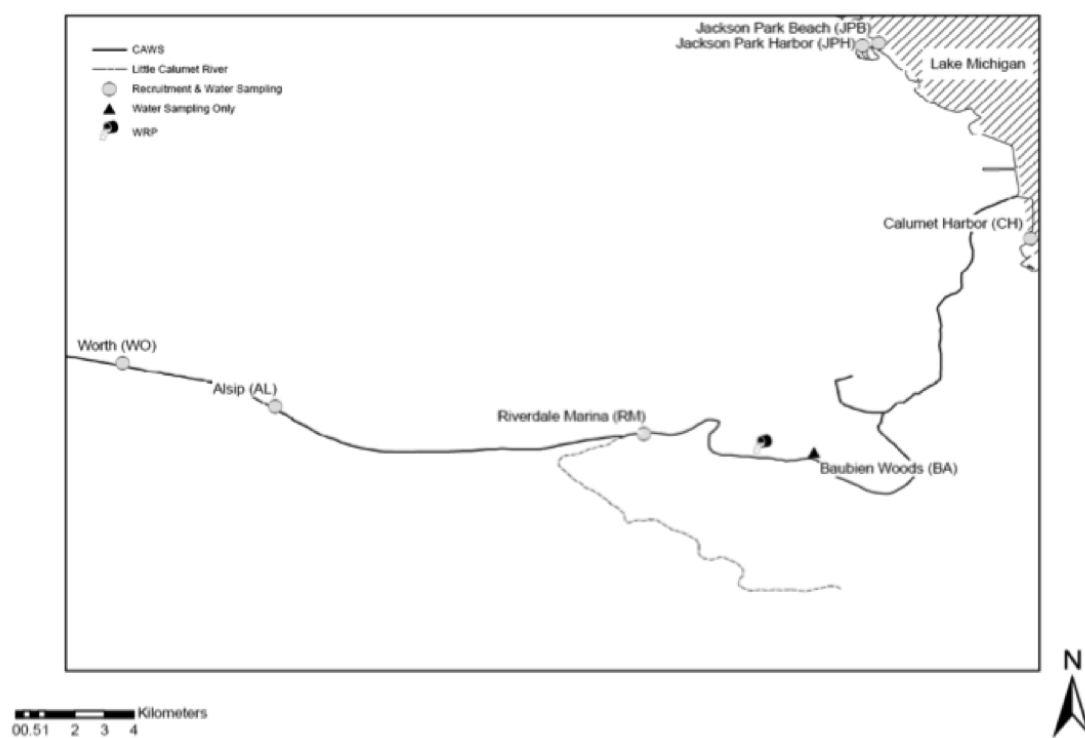 Jackson Park Beach (JPB)
Jackson Park Harbor (JPH)
Lake Michigan
CAWS
Little Calumet River
Recruitment & Water Sampling
Water Sampling Only
WRP
Calumet Harbor (CH)
Worth (WO)
Alsip (AL)
Riverdale Marina (RM)
Baubien Woods (BA)
N
Kilometers
00.51 2 3 4